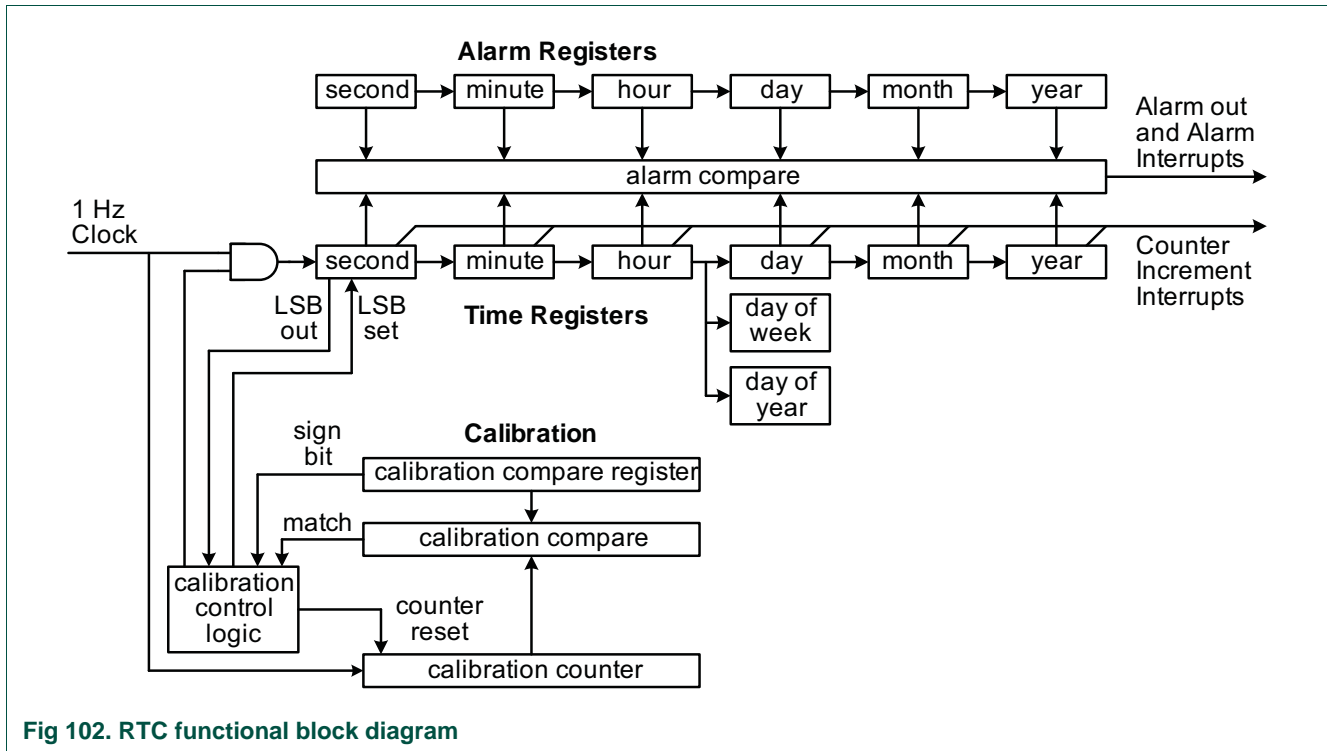 Alarm Registers
second
minute
hour
day
month
year
Alarm out
and Alarm
Interrupts
alarm compare
1 Hz
Clock
second
minute
hour
day
month
year
Counter
Increment
Interrupts
LSB
out
LSB
set
Time Registers
day of
week
day of
year
sign
bit
Calibration
calibration compare register
match
calibration compare
calibration
control
logic
counter
reset
calibration counter
Fig 102. RTC functional block diagram